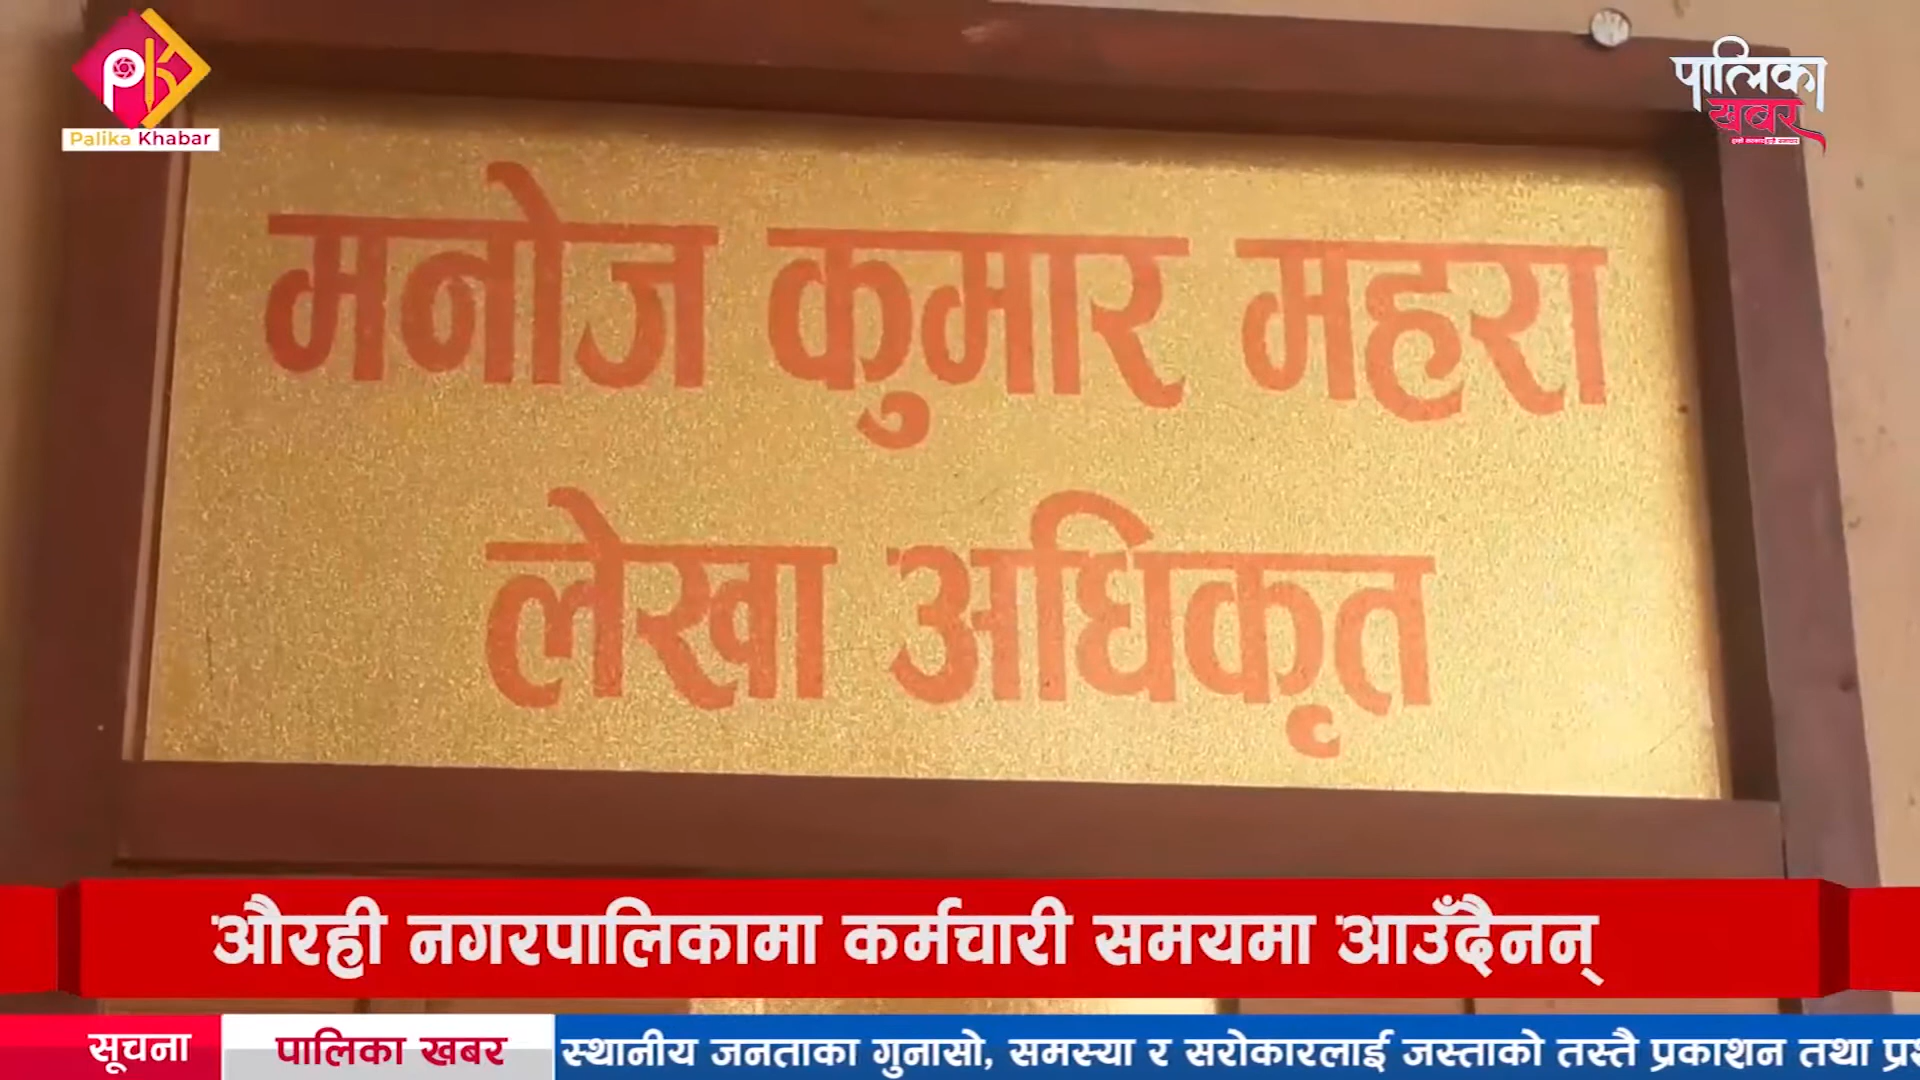 PK
Palika Khabar
पालिका
खबर
मनोज कुमार महरा
लेखा अधिकृत
औरही नगरपालिकामा कर्मचारी समयमा आउँदैनन्
सूचना
पालिका खबर
स्थानीय जनताका गुनासो, समस्या र सरोकारलाई जस्ताको तस्तै प्रकाशन तथा